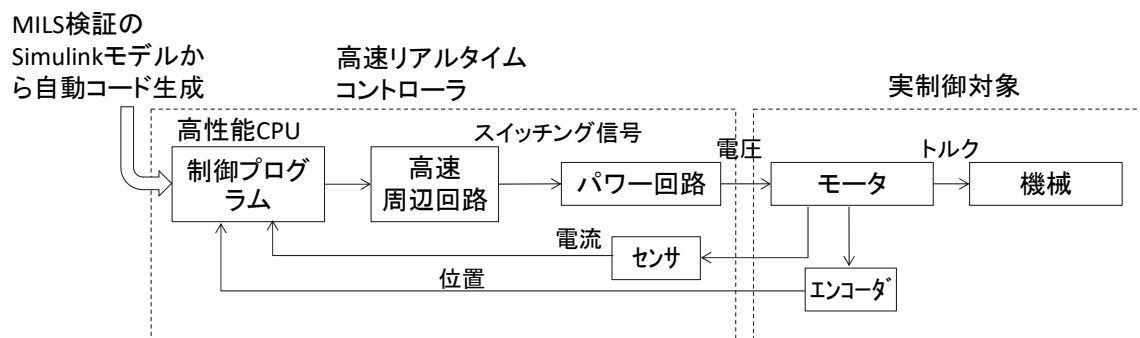 MILS検証の
Simulinkモデルか
ら自動コード生成
高速リアルタイム
コントローラ
実制御対象
高性能CPU
スイッチング信号
電圧
トルク
制御プログ
ラム
高速
周辺回路
パワー回路
モータ
機械
電流
センサ
位置
エンコーダ